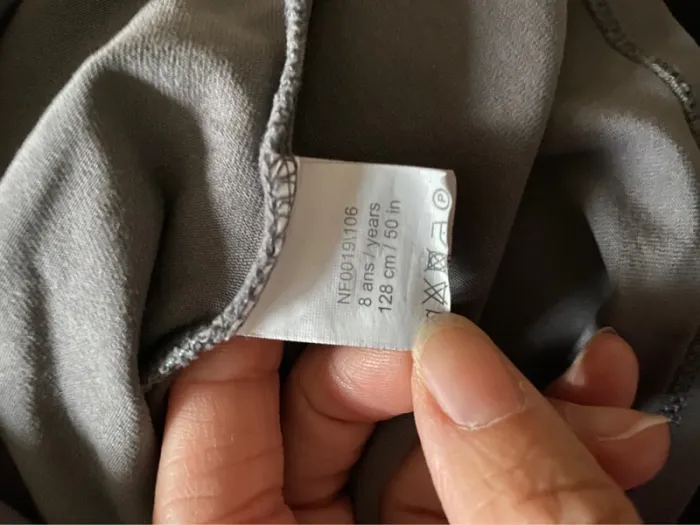 NF0019\106
8 ans / years
128 cm / 50 in
P